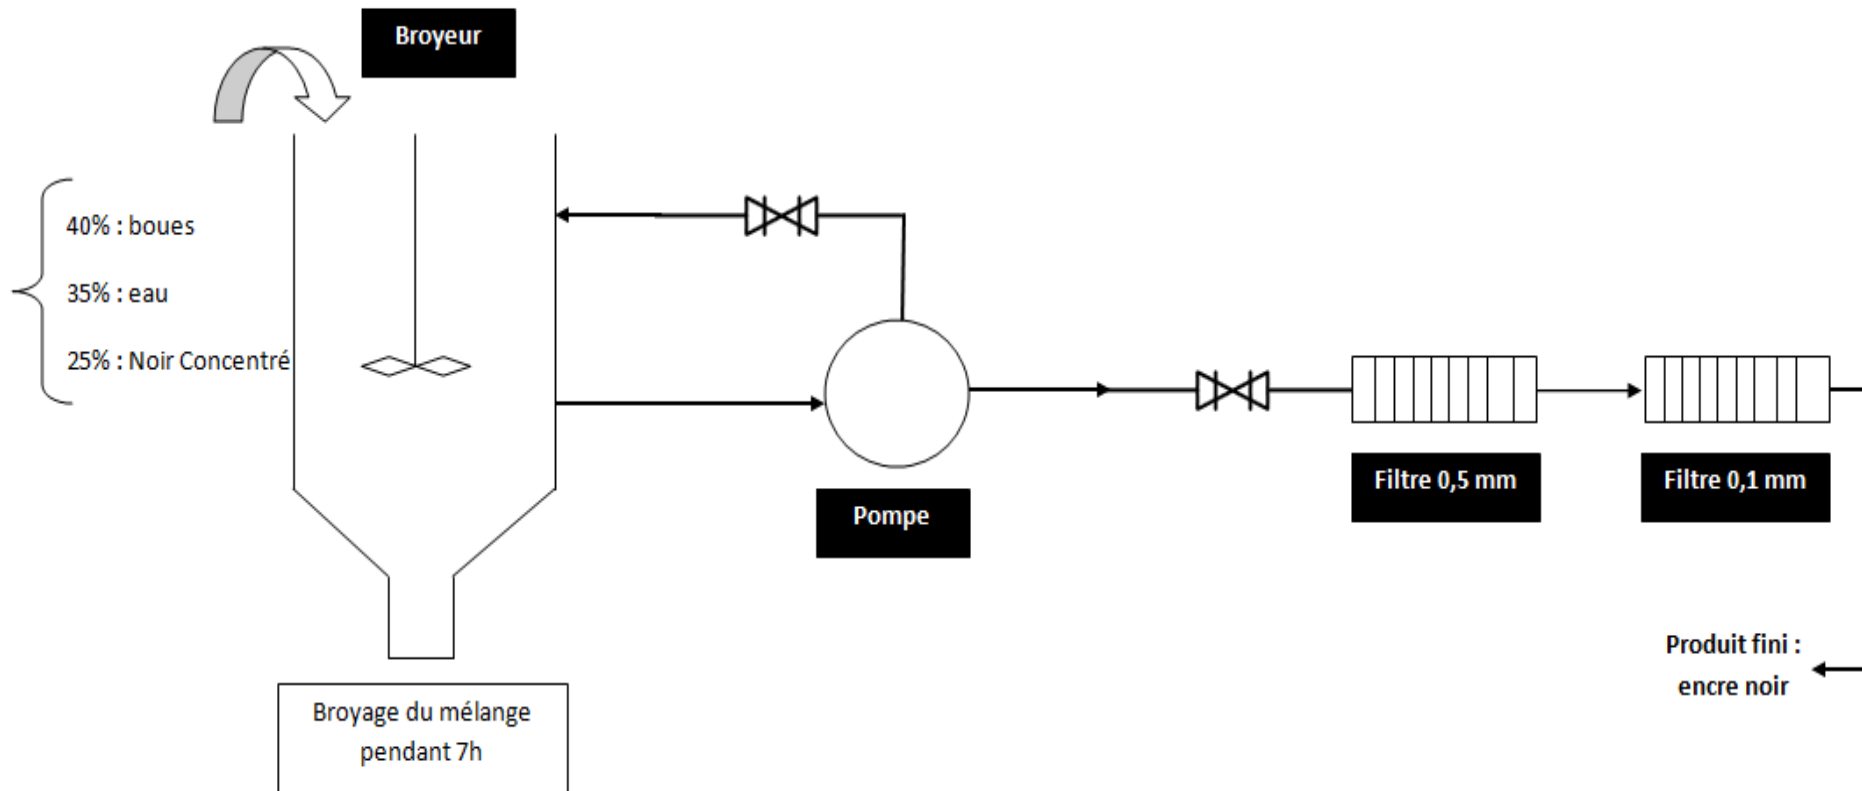 Broyeur
40% : boues
35% : eau
25% : Noir Concentré
Pompe
Filtre 0,5 mm
Filtre 0,1 mm
Produit fini :
encre noir
Broyage du mélange
pendant 7h